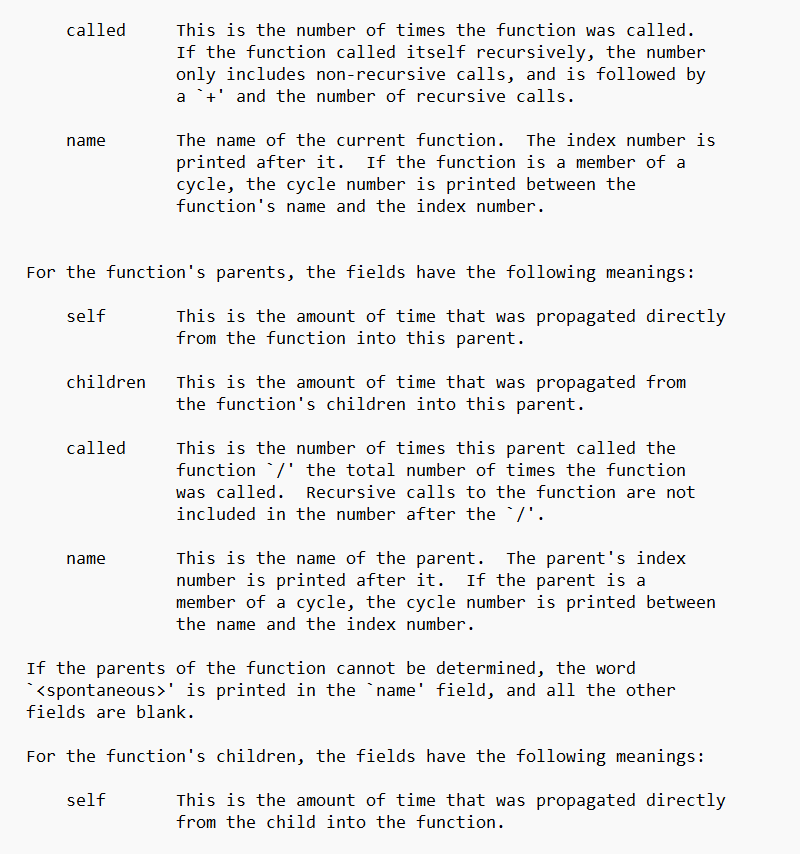 called     This is the number of times the function was called.
If the function called itself recursively, the number
only includes non-recursive calls, and is followed by
a `+' and the number of recursive calls.
name       The name of the current function.  The index number is
printed after it.  If the function is a member of a
cycle, the cycle number is printed between the
function's name and the index number.
For the function's parents, the fields have the following meanings:
self       This is the amount of time that was propagated directly
from the function into this parent.
children   This is the amount of time that was propagated from
the function's children into this parent.
called     This is the number of times this parent called the
function `/' the total number of times the function
was called.  Recursive calls to the function are not
included in the number after the `/'.
name       This is the name of the parent.  The parent's index
number is printed after it.  If the parent is a
member of a cycle, the cycle number is printed between
the name and the index number.
If the parents of the function cannot be determined, the word
`<spontaneous>' is printed in the `name' field, and all the other
fields are blank.
For the function's children, the fields have the following meanings:
self       This is the amount of time that was propagated directly
from the child into the function.